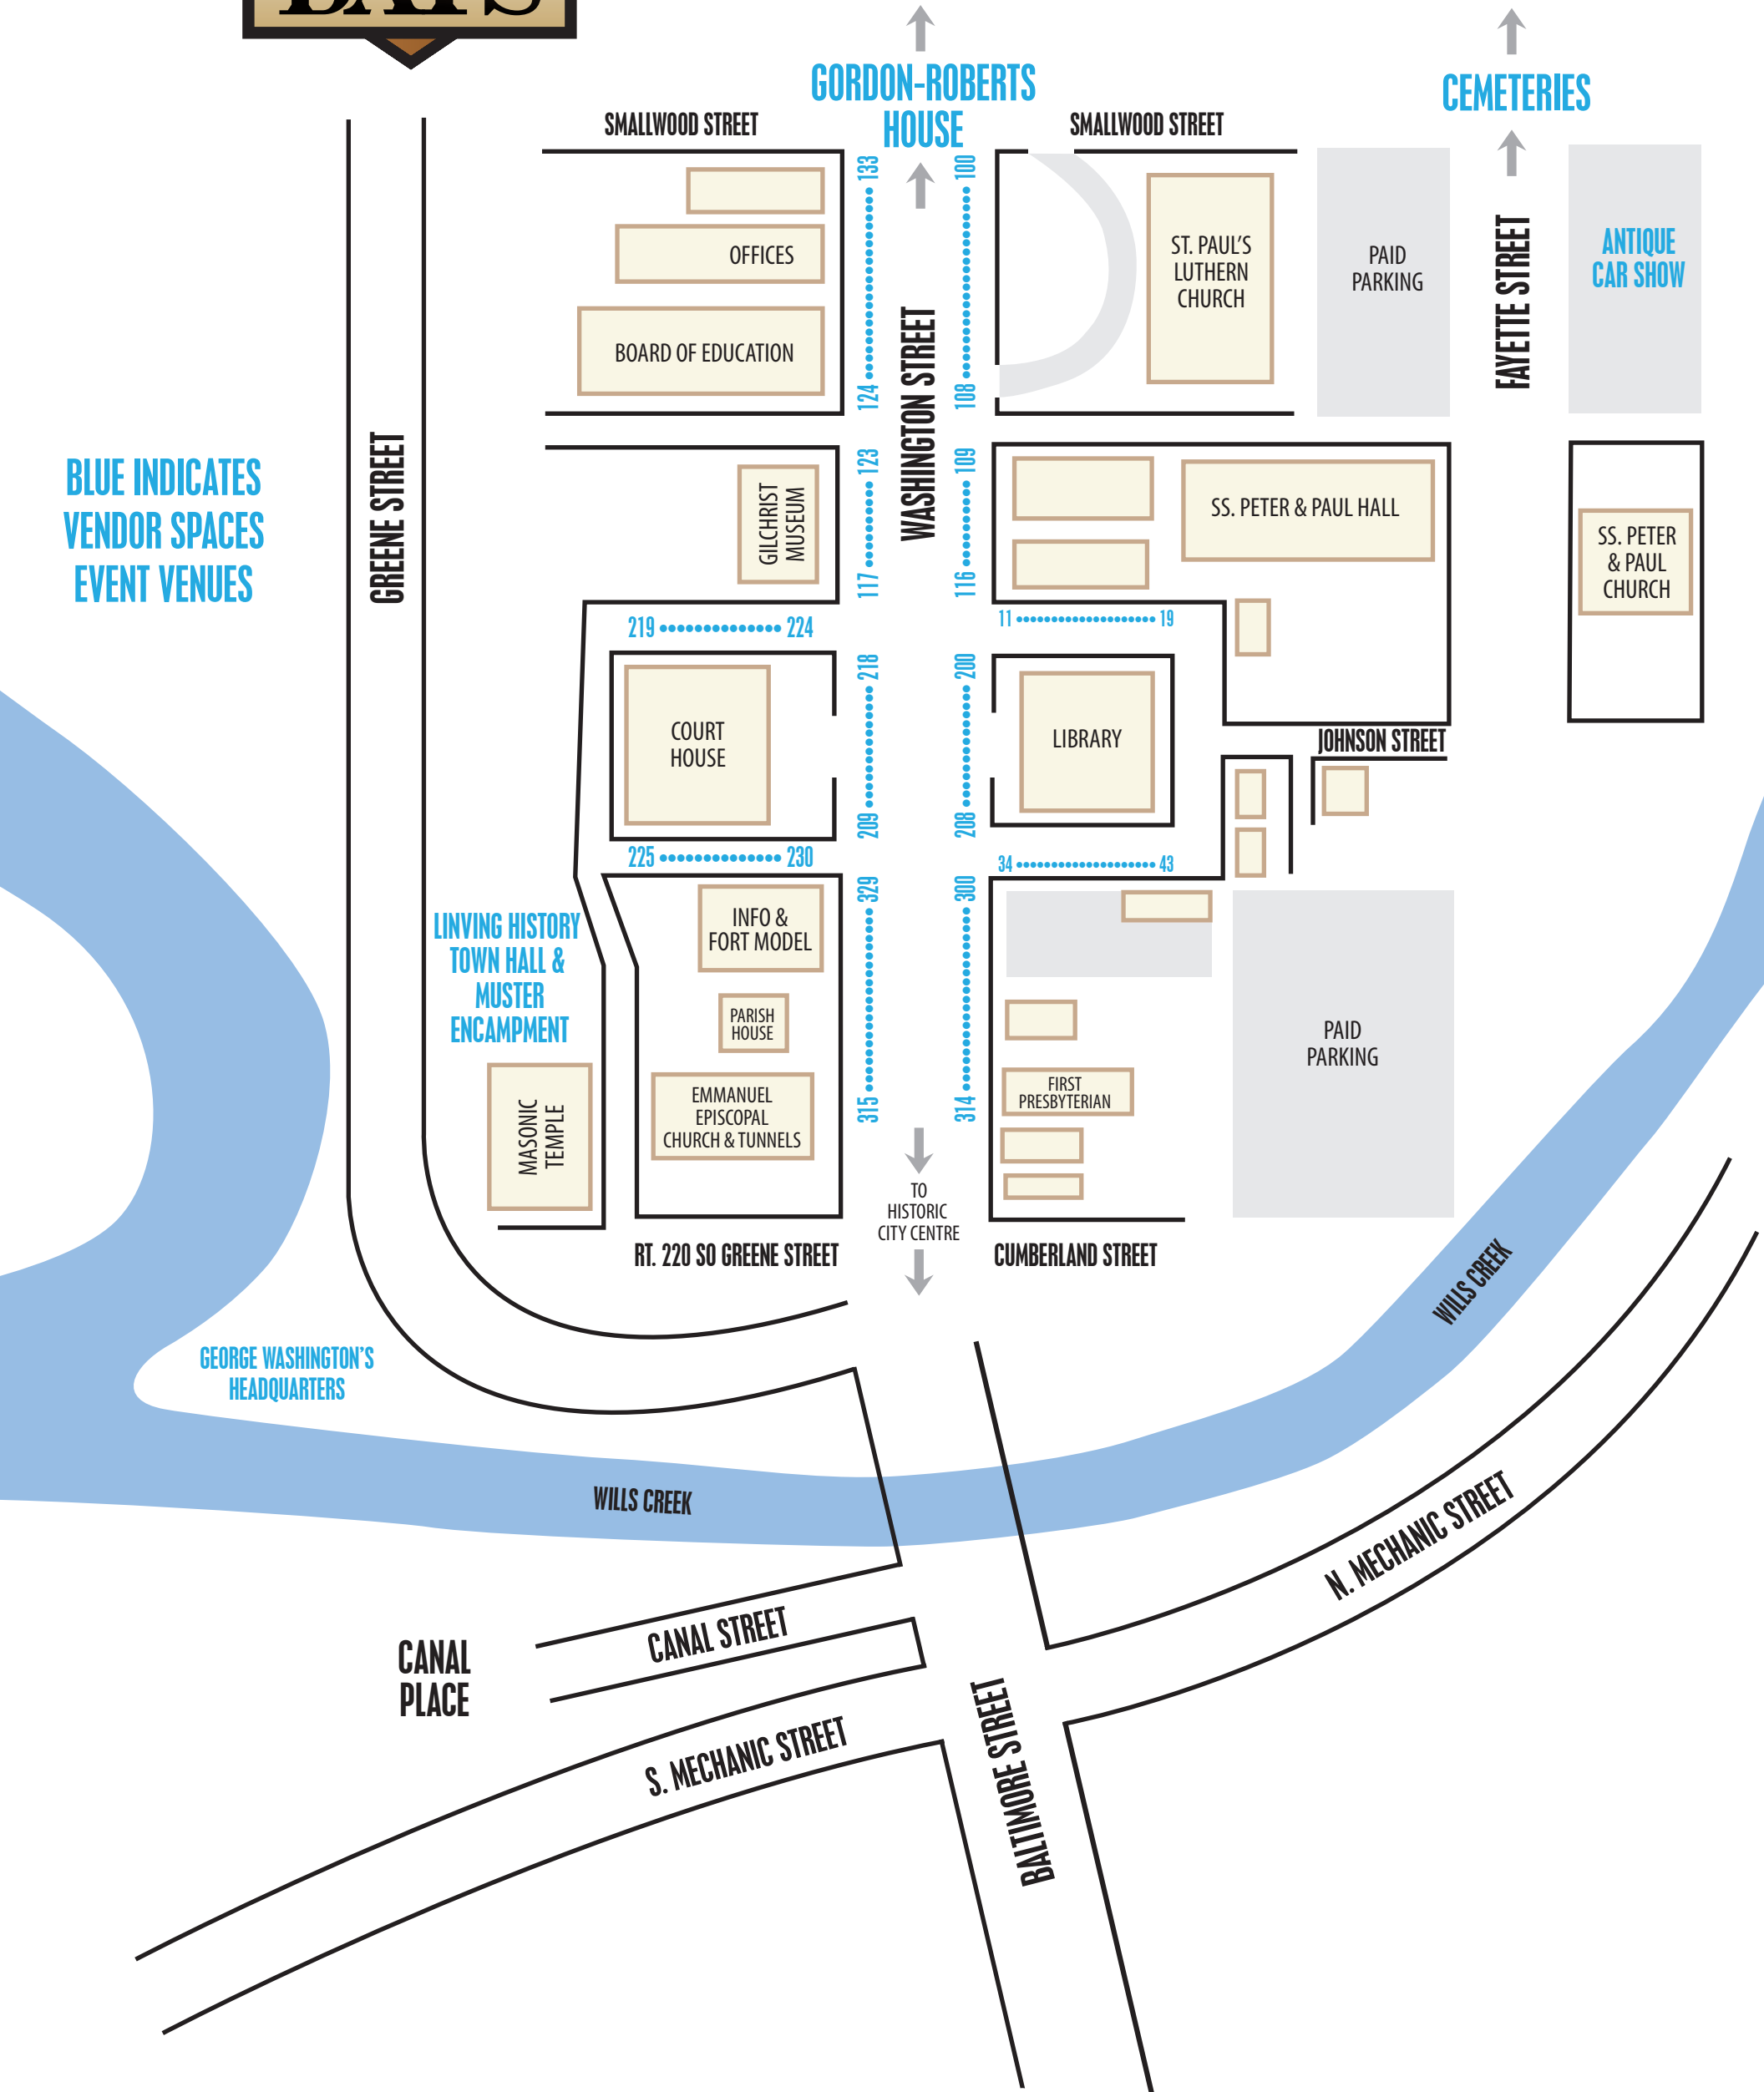 GORDON-ROBERTS
HOUSE
CEMETERIES
SMALLWOOD STREET
SMALLWOOD STREET
133
124
100
108
OFFICES
BOARD OF EDUCATION
WASHINGTON STREET
ST. PAUL'S
LUTHERN
CHURCH
PAID
PARKING
FAYETTE STREET
ANTIQUE
CAR SHOW
BLUE INDICATES
VENDOR SPACES
EVENT VENUES
GREENE STREET
GILCHRIST
MUSEUM
123
117
109
116
SS. PETER & PAUL HALL
SS. PETER
& PAUL
CHURCH
219
224
11
19
COURT
HOUSE
218
209
200
208
LIBRARY
JOHNSON STREET
225
230
34
43
LINVING HISTORY
TOWN HALL &
MUSTER
ENCAMPMENT
INFO &
FORT MODEL
PARISH
HOUSE
EMMANUEL
EPISCOPAL
CHURCH & TUNNELS
MASONIC
TEMPLE
329
315
300
314
FIRST
PRESBYTERIAN
PAID
PARKING
TO
HISTORIC
CITY CENTRE
RT. 220 SO GREENE STREET
CUMBERLAND STREET
WILLS CREEK
GEORGE WASHINGTON'S
HEADQUARTERS
WILLS CREEK
N. MECHANIC STREET
CANAL STREET
CANAL
PLACE
S. MECHANIC STREET
BALTIMORE STREET